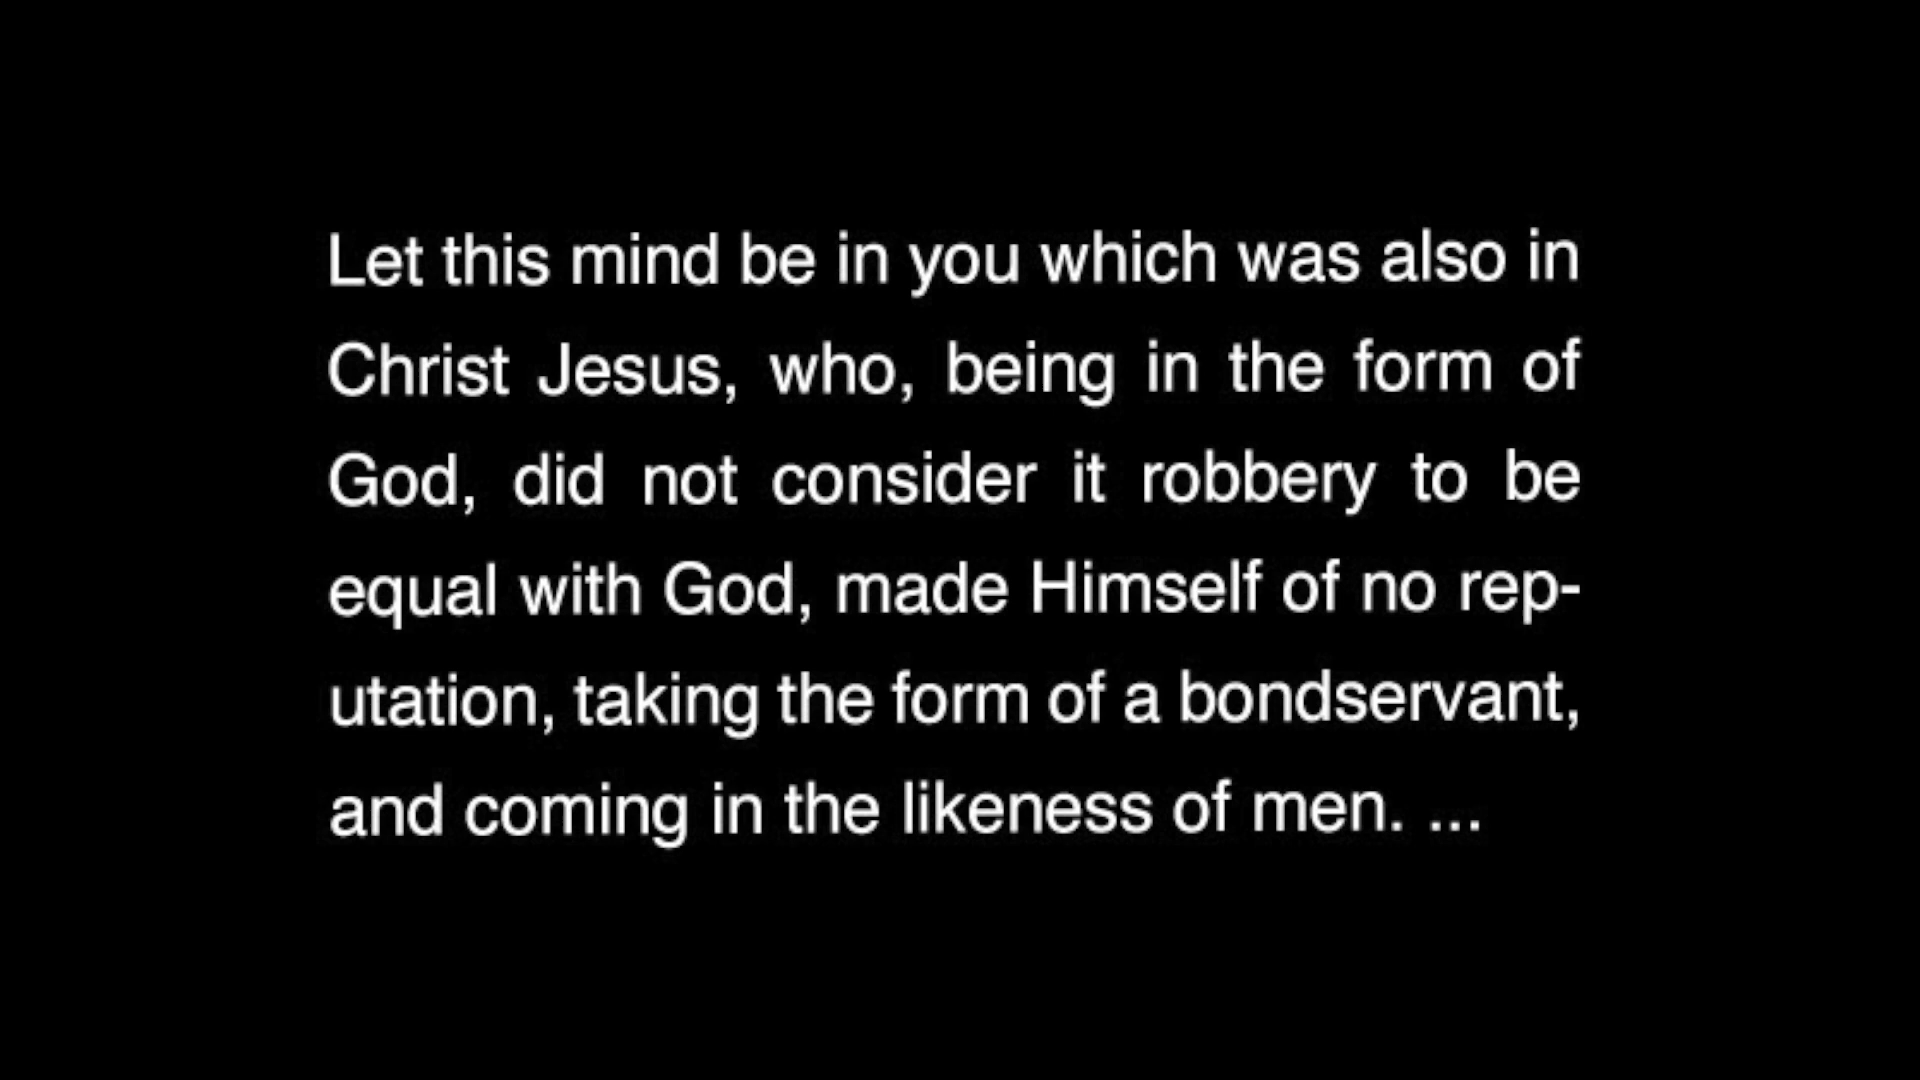 Let this mind be in you which was also in
Christ Jesus, who, being in the form of
God, did not consider it robbery to be
equal with God, made Himself of no rep-
utation, taking the form of a bondservant,
and coming in the likeness of men. ...